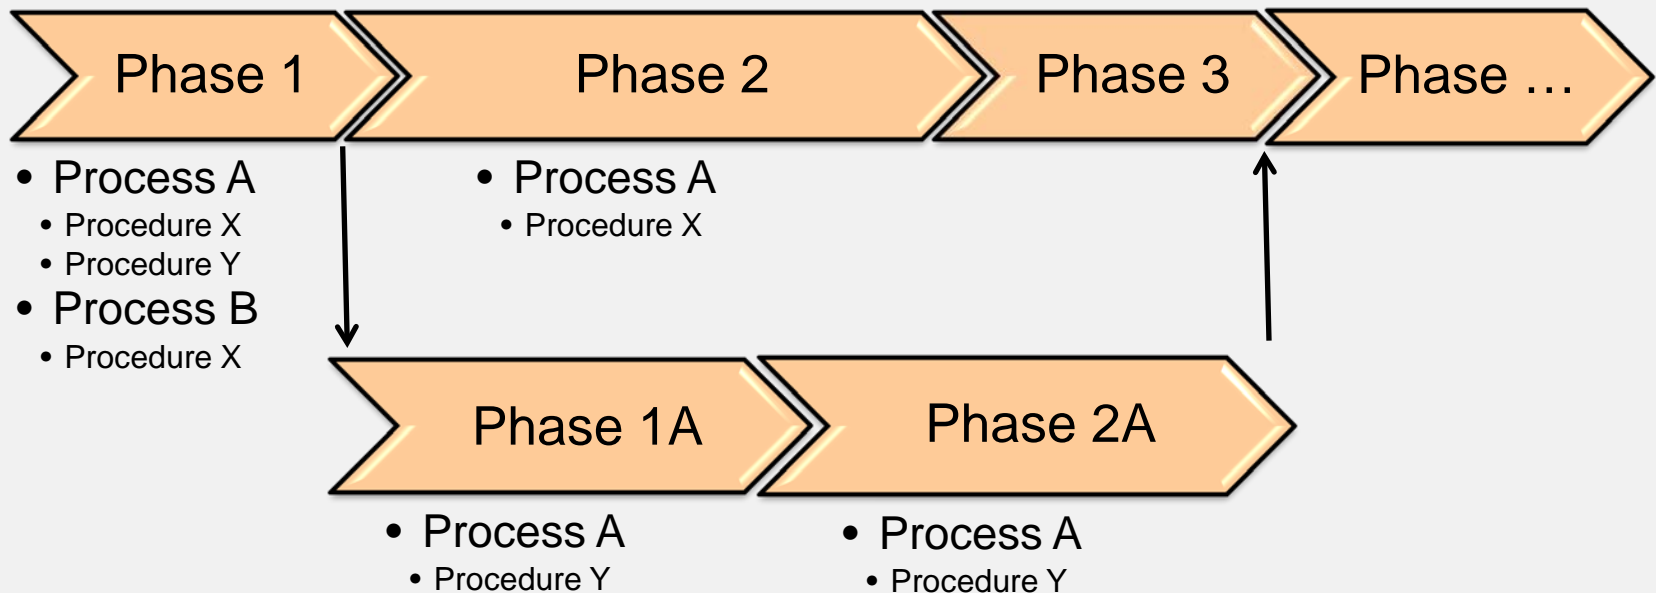 Phase 1
Phase 2
Phase 3
Phase …
• Process A
• Procedure X
• Procedure Y
• Process B
• Procedure X
• Process A
• Procedure X
Phase 1A
Phase 2A
• Process A
• Procedure Y
• Process A
• Procedure Y